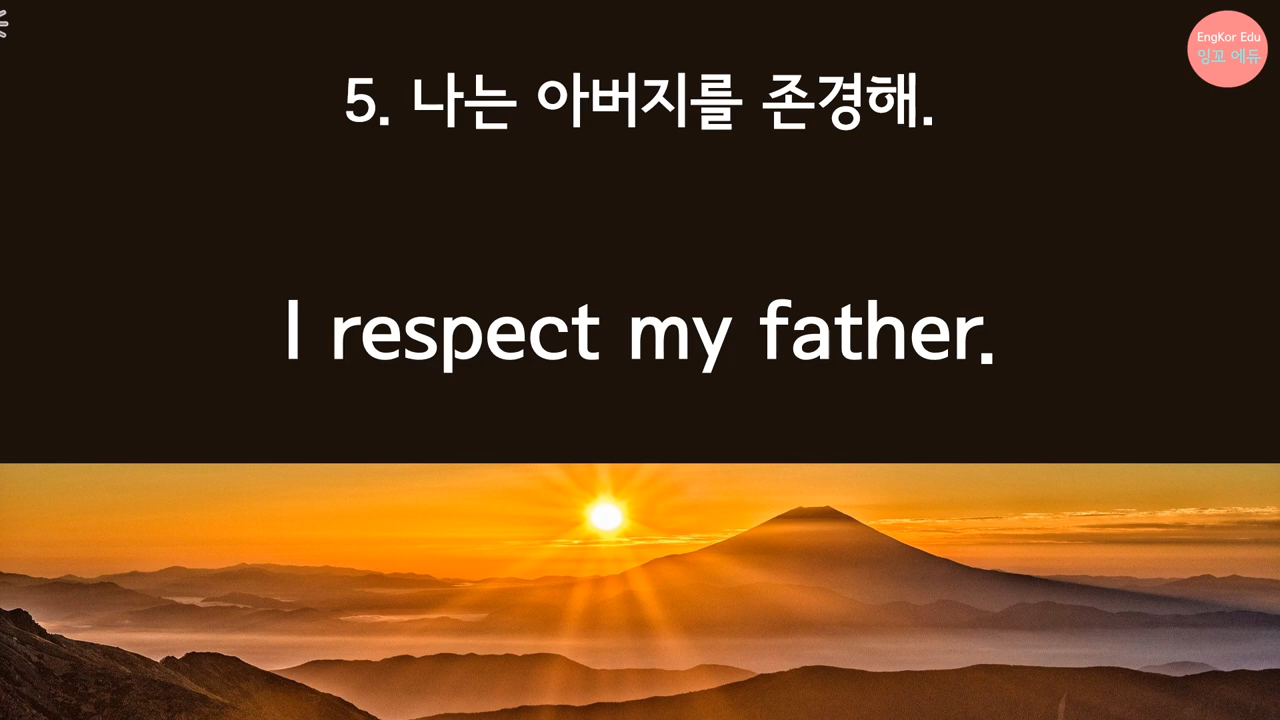 EngKor Edu
잉꼬 에듀
5. 나는 아버지를 존경해.
I respect my father.